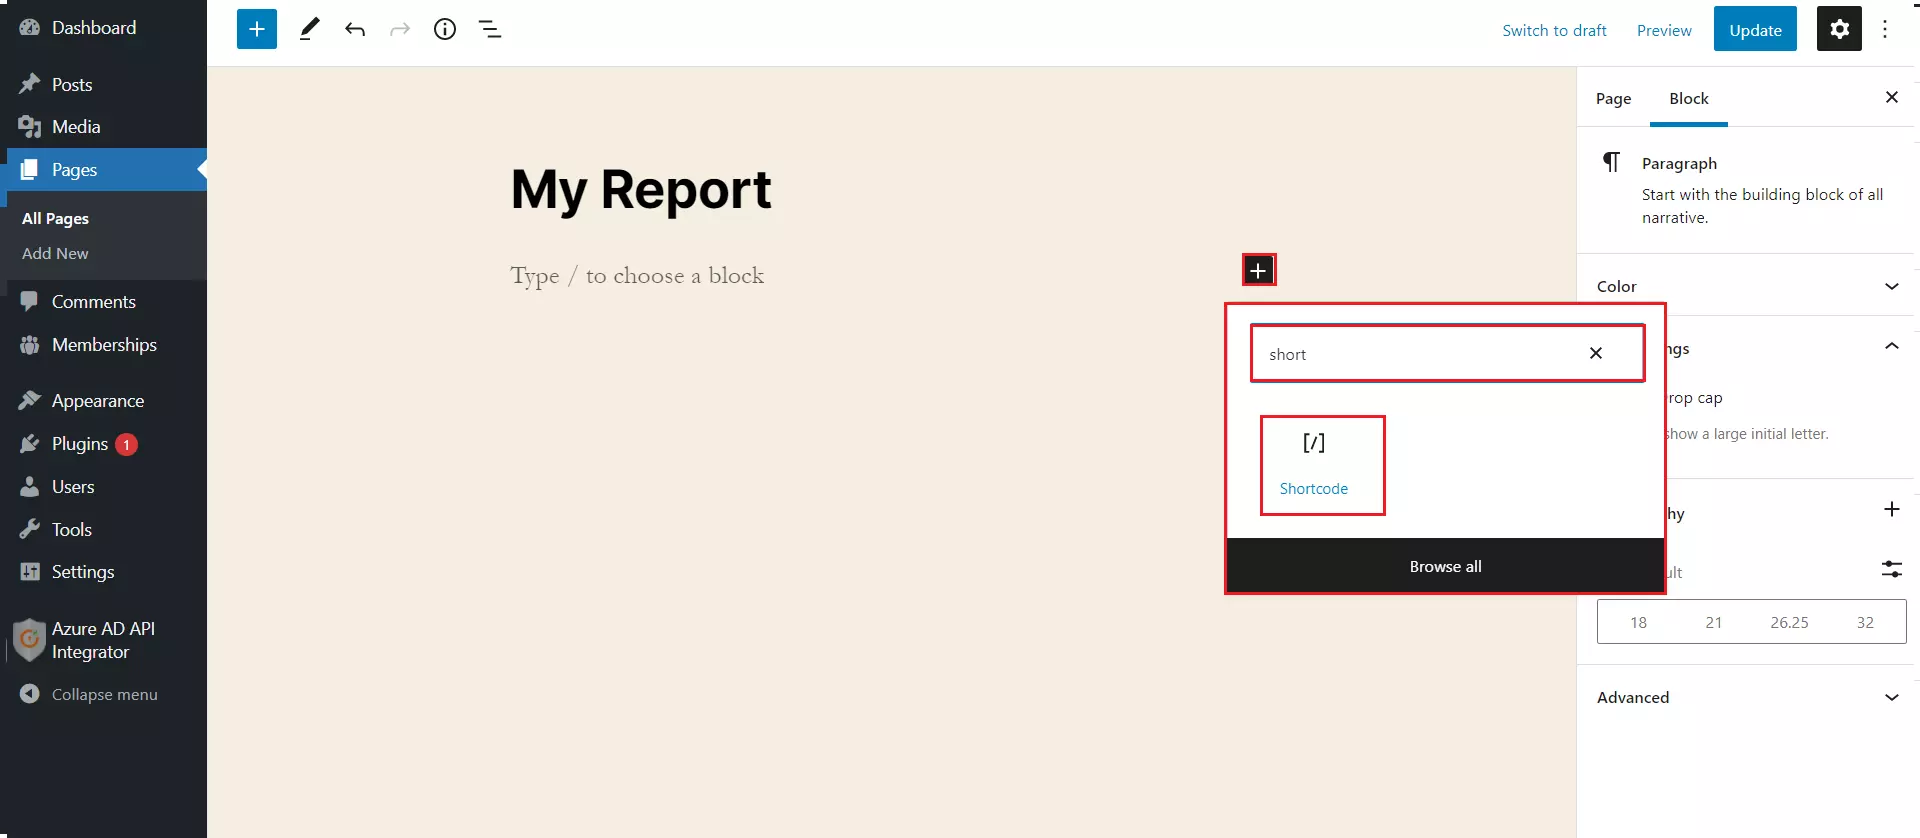 Dashboard
Posts
Media
Pages
All Pages
Add New
Comments
Memberships
Appearance
Plugins 1
Users
Tools
Settings
Azure AD API
Integrator
Collapse menu
Switch to draft
Preview
Update
My Report
Type / to choose a block
short
[/]
Shortcode
Browse all
Page
Block
Paragraph
Start with the building block of all
narrative.
Color
ngs
rop cap
show a large initial letter.
hy
ult
18 21 26.25 32
Advanced